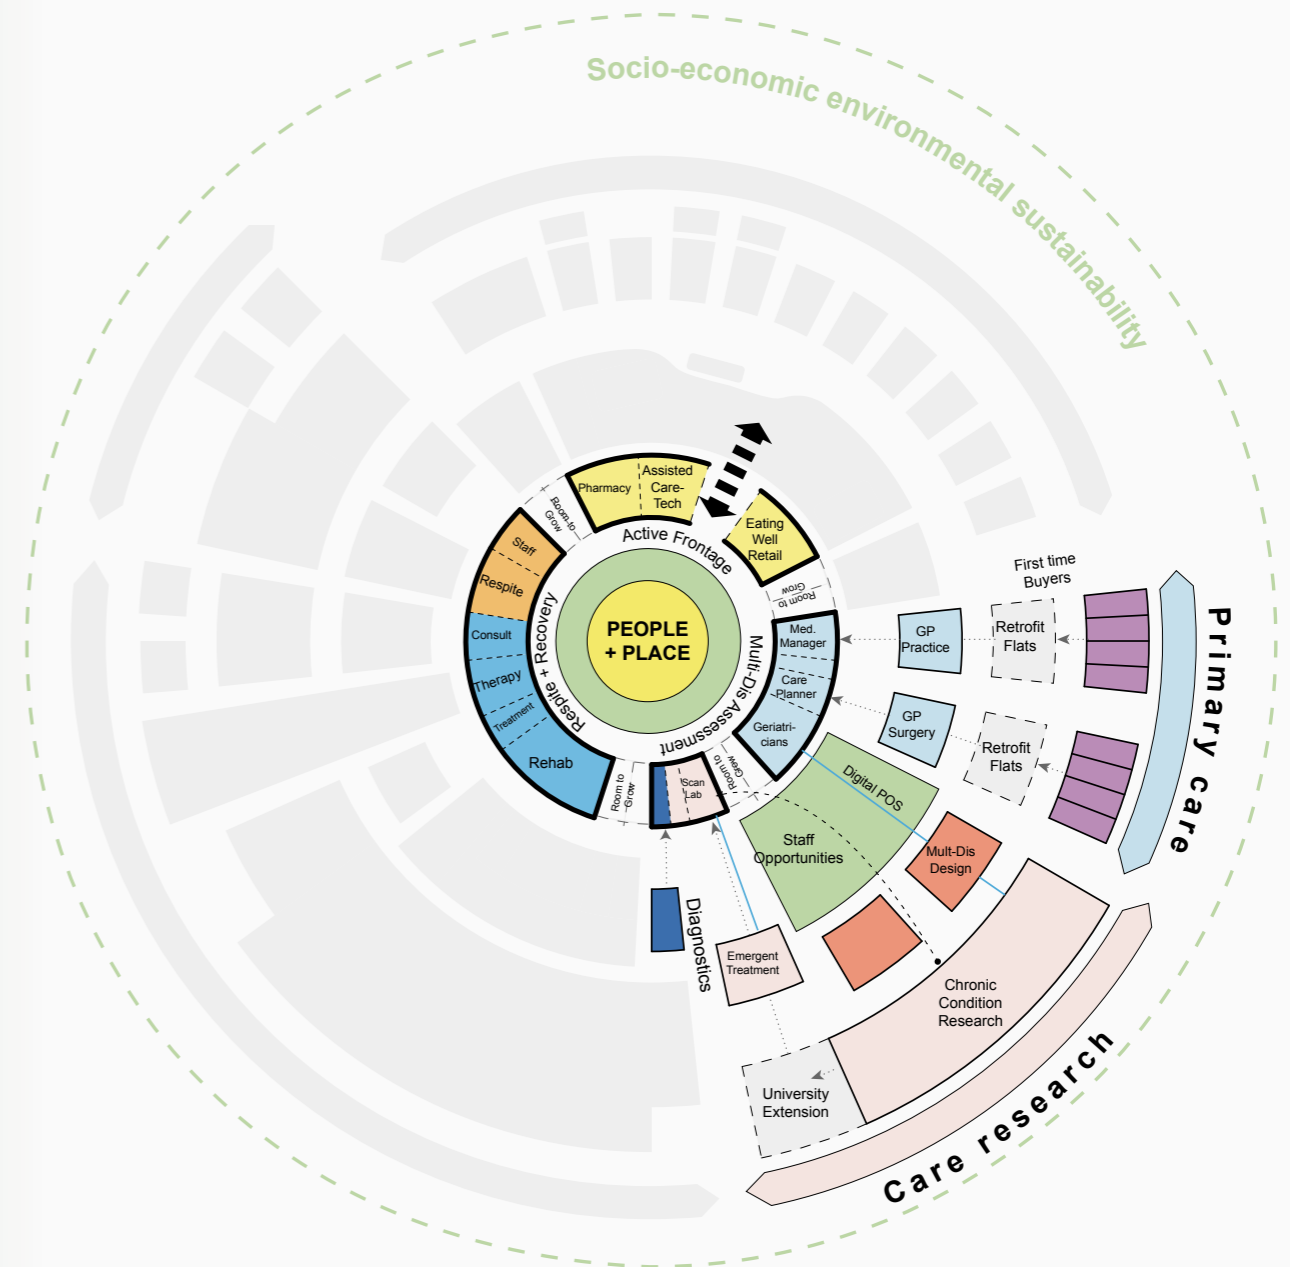 Socio-economic environmental sustainability
Pharmacy
Assisted
Care-
Tech
Room to
Grow
Active Frontage
Eating
Well
Retail
Room to
Grow
Staff
Respite
Consult
Therapy
Treatment
Rehab
Respite + Recovery
PEOPLE
+ PLACE
Multi-Dis Assessment
Med.
Manager
Care
Planner
Geriatri-
cians
Room to
Grow
Scan
Lab
Room to
Grow
First time
Buyers
GP
Practice
Retrofit
Flats
GP
Surgery
Retrofit
Flats
Primary care
Digital POS
Staff
Opportunities
Mult-Dis
Design
Diagnostics
Emergent
Treatment
Chronic
Condition
Research
University
Extension
Care research